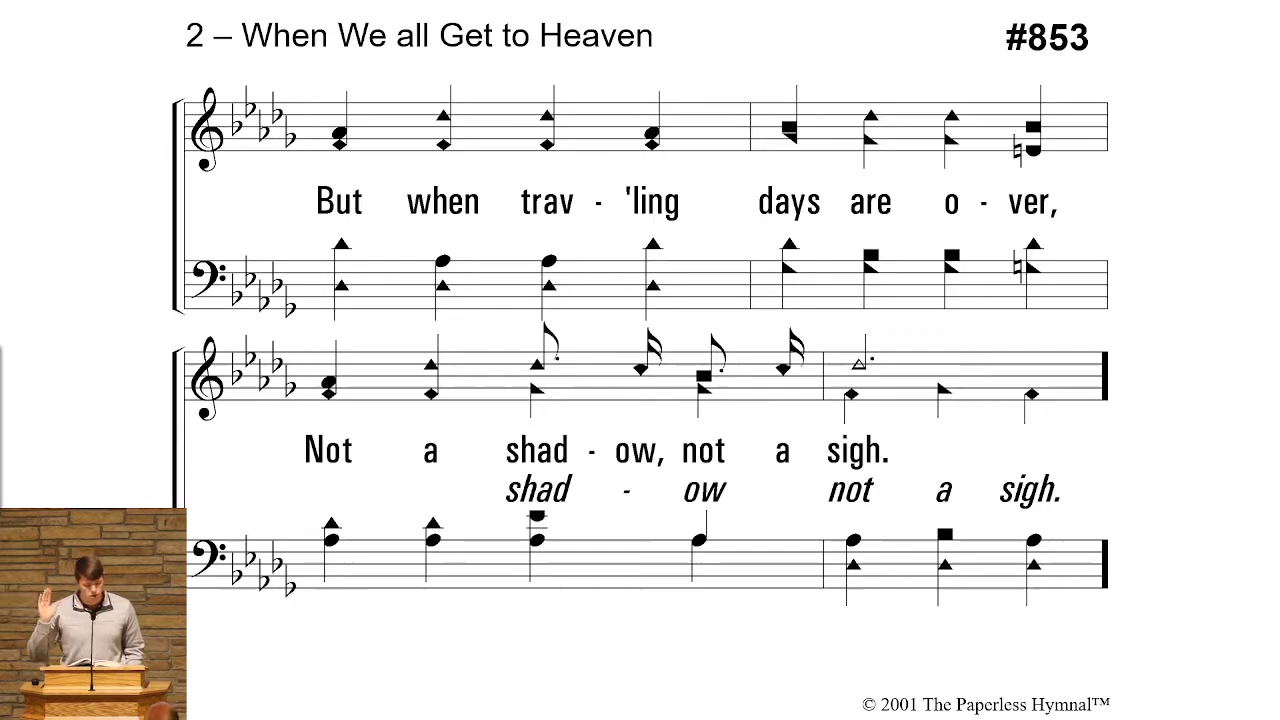 2 – When We all Get to Heaven
#853
But when trav - 'ling days are o - ver,
Not a shad - ow, not a sigh.
shad - ow not a sigh.
© 2001 The Paperless Hymnal™